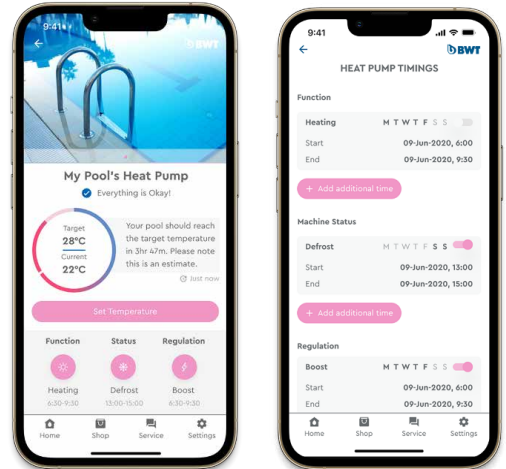 9:41
BWT
My Pool's Heat Pump
Everything is Okay!
Target
28°C
Current
22°C
Your pool should reach
the target temperature
in 3hr 47m. Please note
this is an estimate.
Just now
Set Temperature
Function Status Regulation
Heating Defrost Boost
6:30-9:30 13:00-15:00 6:30-9:30
Home Shop Service Settings
9:41
BWT
HEAT PUMP TIMINGS
Function
Heating M T W T F S S
Start 09-Jun-2020, 6:00
End 09-Jun-2020, 9:30
+ Add additional time
Machine Status
Defrost M T W T F S S
Start 09-Jun-2020, 13:00
End 09-Jun-2020, 15:00
+ Add additional time
Regulation
Boost M T W T F S S
Start 09-Jun-2020, 6:00
End 09-Jun-2020, 9:30
Home Shop Service Settings